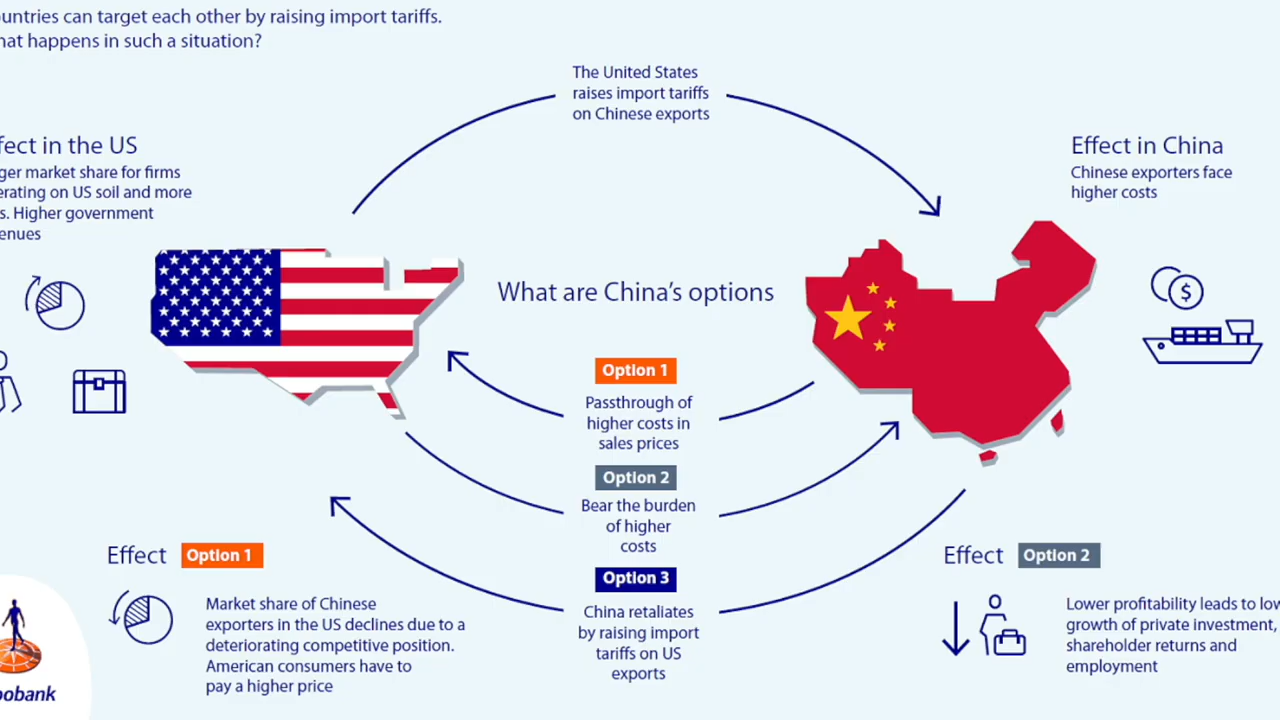 ountries can target each other by raising import tariffs.
hat happens in such a situation?
The United States
raises import tariffs
on Chinese exports
fect in the US
ger market share for firms
erating on US soil and more
s. Higher government
enues
Effect in China
Chinese exporters face
higher costs
$
What are China's options
Option 1
Passthrough of
higher costs in
sales prices
Option 2
Bear the burden
of higher
costs
Option 3
China retaliates
by raising import
tariffs on US
exports
Effect Option 1
Market share of Chinese
exporters in the US declines due to a
deteriorating competitive position.
American consumers have to
pay a higher price
Effect Option 2
Lower profitability leads to low
growth of private investment,
shareholder returns and
employment
obank